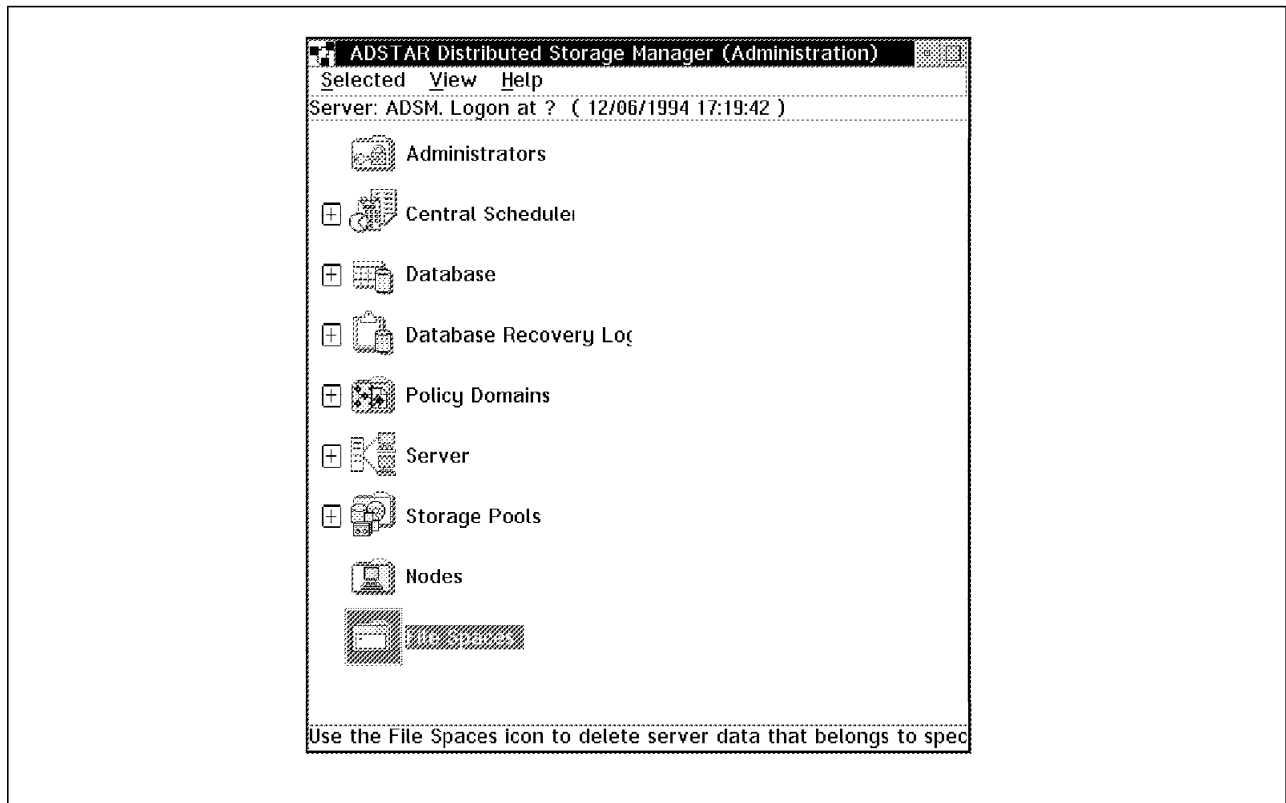 ADSTAR Distributed Storage Manager (Administration)
Selected View Help
Server: ADSM. Logon at ? ( 12/06/1994 17:19:42 )
Administrators
Central Scheduler
Database
Database Recovery Log
Policy Domains
Server
Storage Pools
Nodes
File Spaces
Use the File Spaces icon to delete server data that belongs to spec